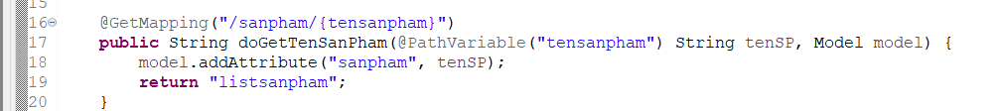 15
16 @GetMapping("/sanpham/{tensanpham}")
17 public String doGetTenSanPham(@PathVariable("tensanpham") String tenSP, Model model) {
18 model.addAttribute("sanpham", tenSP);
19 return "listsanpham";
20 }